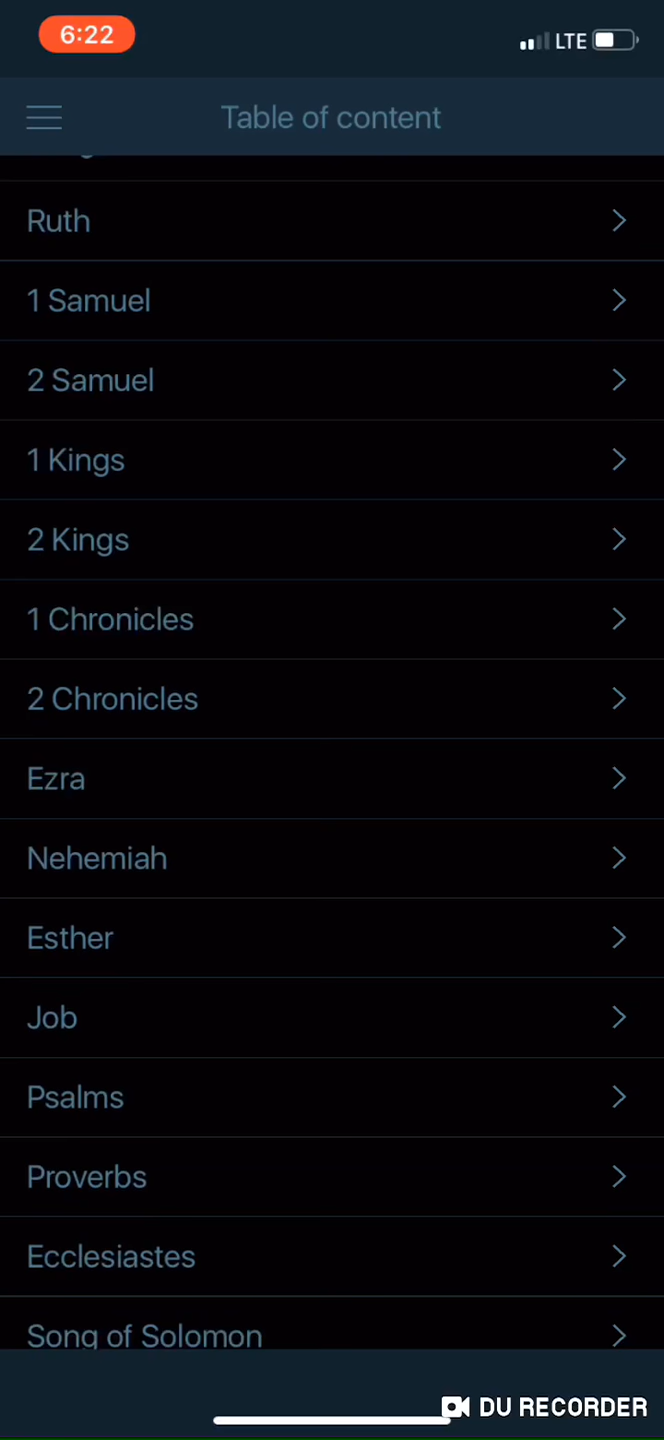 6:22
LTE
Table of content
Ruth
1 Samuel
2 Samuel
1 Kings
2 Kings
1 Chronicles
2 Chronicles
Ezra
Nehemiah
Esther
Job
Psalms
Proverbs
Ecclesiastes
Song of Solomon
DU RECORDER